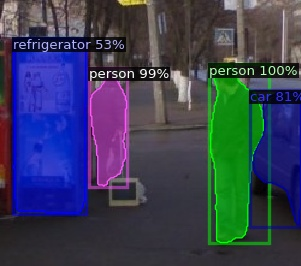 refrigerator 53%
person 99%
person 100%
car 81%